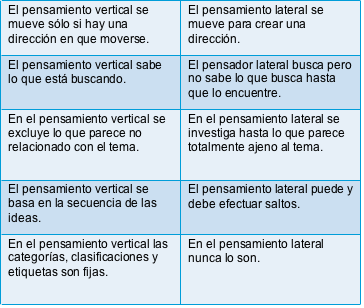 El pensamiento vertical se
mueve sólo si hay una
dirección en que moverse.
El pensamiento lateral se
mueve para crear una
dirección.
El pensamiento vertical sabe
lo que está buscando.
El pensador lateral busca pero
no sabe lo que busca hasta
que lo encuentre.
En el pensamiento vertical se
excluye lo que parece no
relacionado con el tema.
En el pensamiento lateral se
investiga hasta lo que parece
totalmente ajeno al tema.
El pensamiento vertical se
basa en la secuencia de las
ideas.
El pensamiento lateral puede y
debe efectuar saltos.
En el pensamiento vertical las
categorías, clasificaciones y
etiquetas son fijas.
En el pensamiento lateral
nunca lo son.